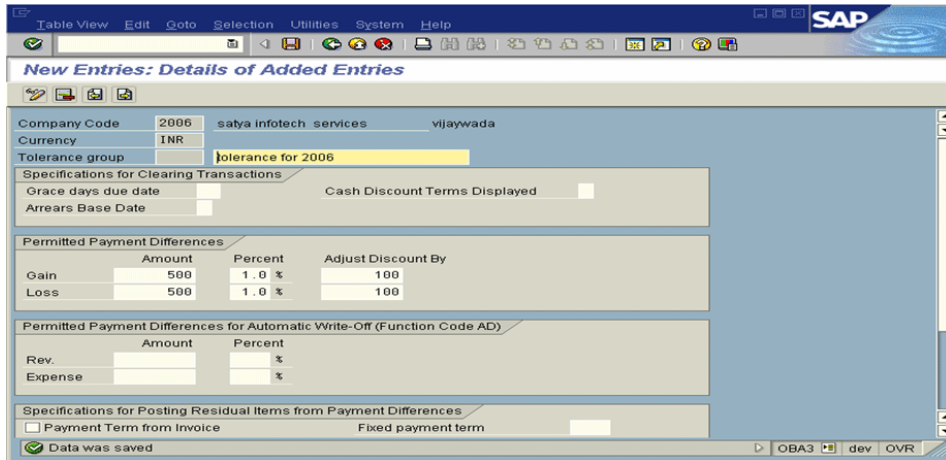 Table View Edit Goto Selection Utilities System Help
SAP
New Entries: Details of Added Entries
Company Code 2006 satya infotech services vijaywada
Currency INR
Tolerance group tolerance for 2006
Specifications for Clearing Transactions
Grace days due date Cash Discount Terms Displayed
Arrears Base Date
Permitted Payment Differences
Amount Percent Adjust Discount By
Gain 500 1.0 % 100
Loss 500 1.0 % 100
Permitted Payment Differences for Automatic Write-Off (Function Code AD)
Amount Percent
Rev. %
Expense %
Specifications for Posting Residual Items from Payment Differences
Payment Term from Invoice Fixed payment term
Data was saved OBA3 dev OVR